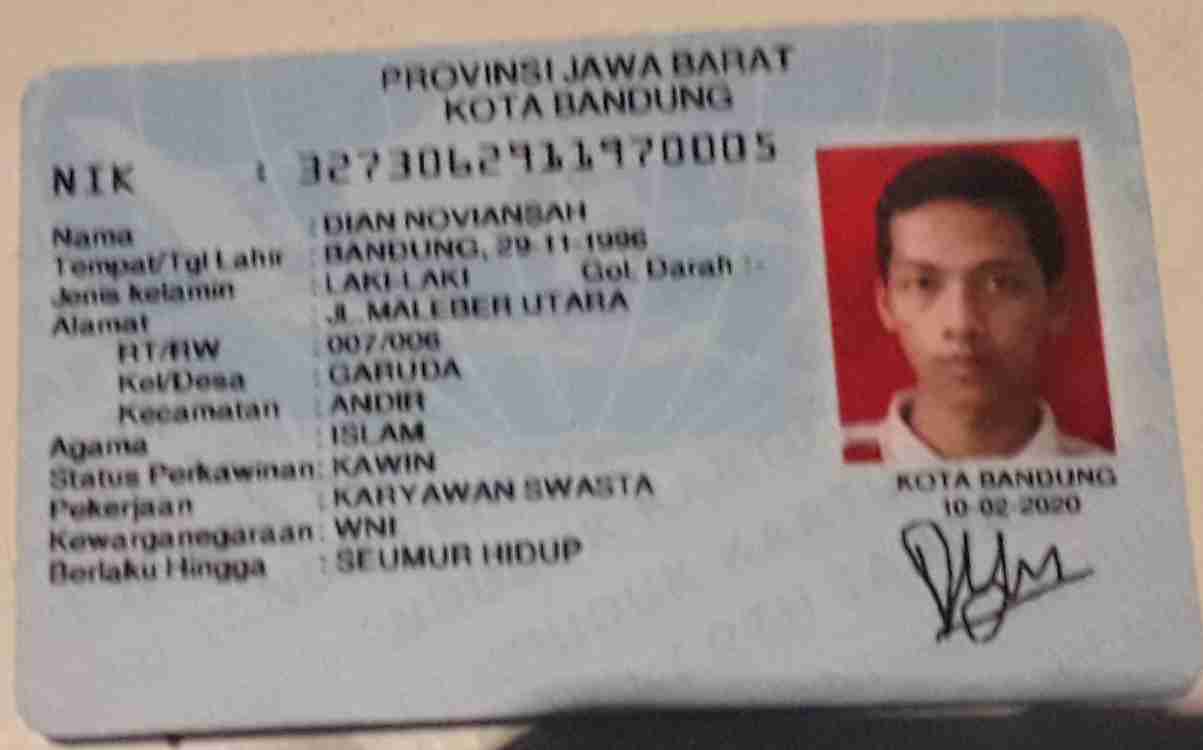 PROVINSI JAWA BARAT
KOTA BANDUNG
NIK : 3273062911970005
Nama : DIAN NOVIANSAH
Tempat/Tgl Lahir : BANDUNG, 29-11-1996
Jenis kelamin : LAKI-LAKI Gol. Darah : -
Alamat : JL. MALEBER UTARA
RT/RW : 007/006
Kel/Desa : GARUDA
Kecamatan : ANDIR
Agama : ISLAM
Status Perkawinan : KAWIN
Pekerjaan : KARYAWAN SWASTA
Kewarganegaraan : WNI
Berlaku Hingga : SEUMUR HIDUP
KOTA BANDUNG
10-02-2020